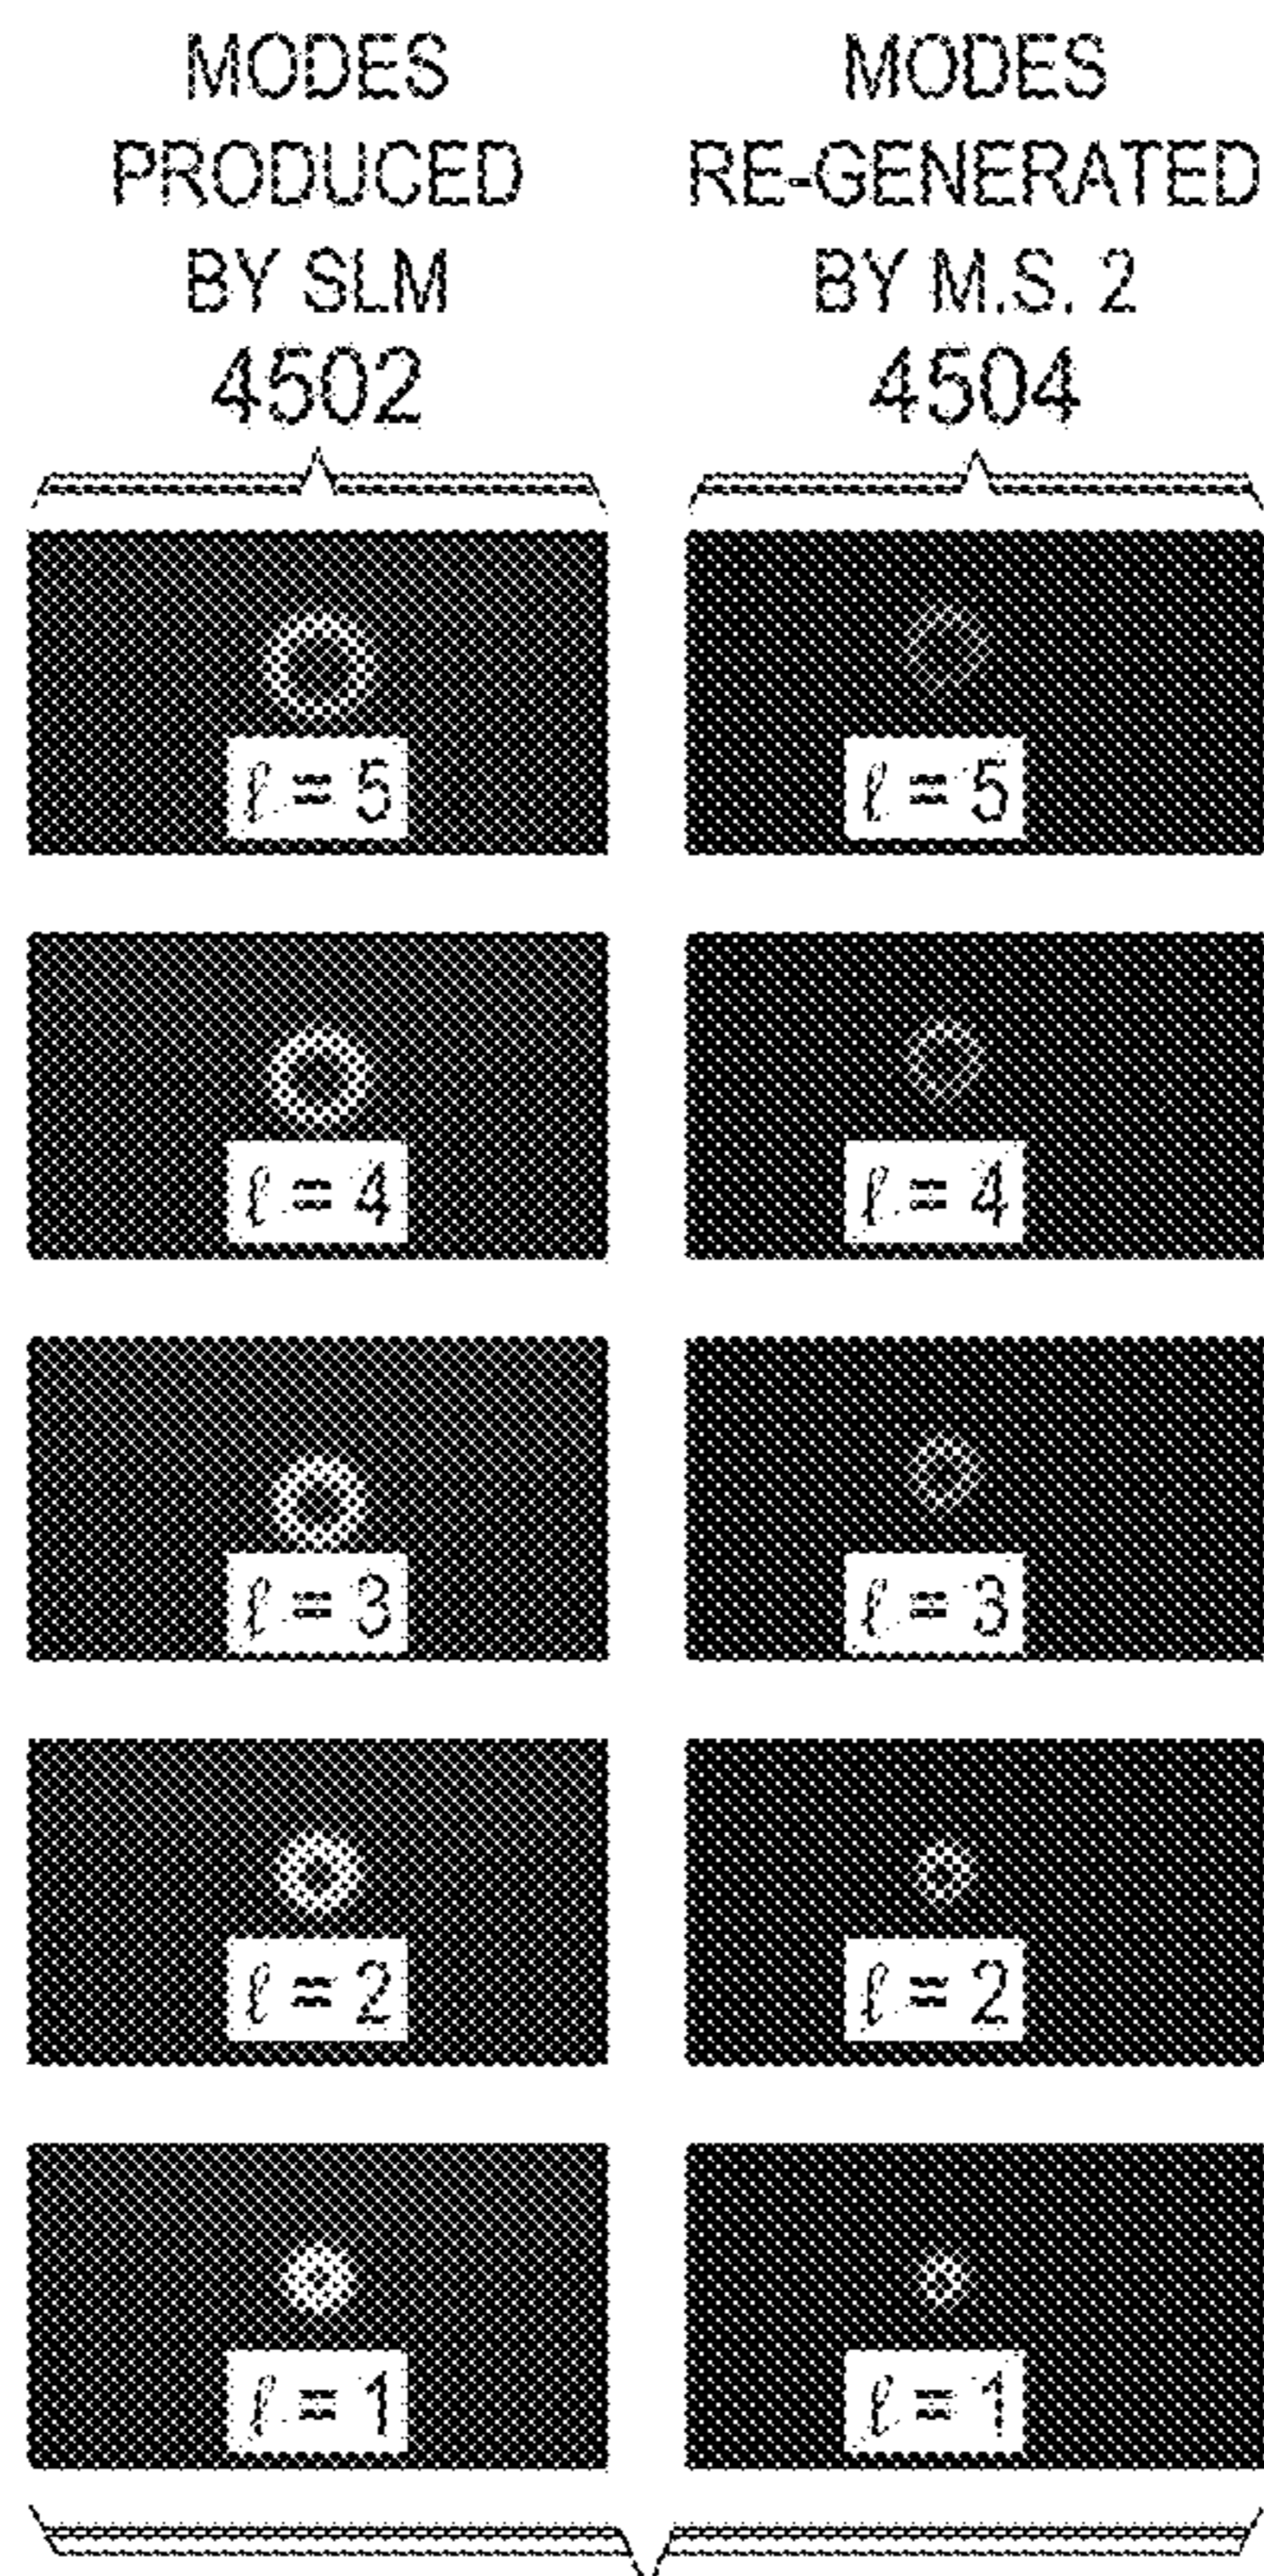 MODES
PRODUCED
BY SLM
4502
MODES
RE-GENERATED
BY M.S. 2
4504
ℓ = 5
ℓ = 5
ℓ = 4
ℓ = 4
ℓ = 3
ℓ = 3
ℓ = 2
ℓ = 2
ℓ = 1
ℓ = 1